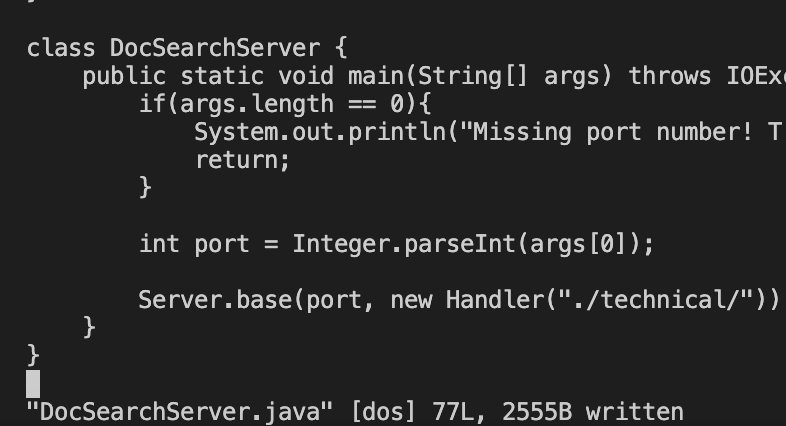 }
class DocSearchServer {
    public static void main(String[] args) throws IOExc
        if(args.length == 0){
            System.out.println("Missing port number! T
            return;
        }
        int port = Integer.parseInt(args[0]);
        Server.base(port, new Handler("./technical/"))
    }
}
"DocSearchServer.java" [dos] 77L, 2555B written